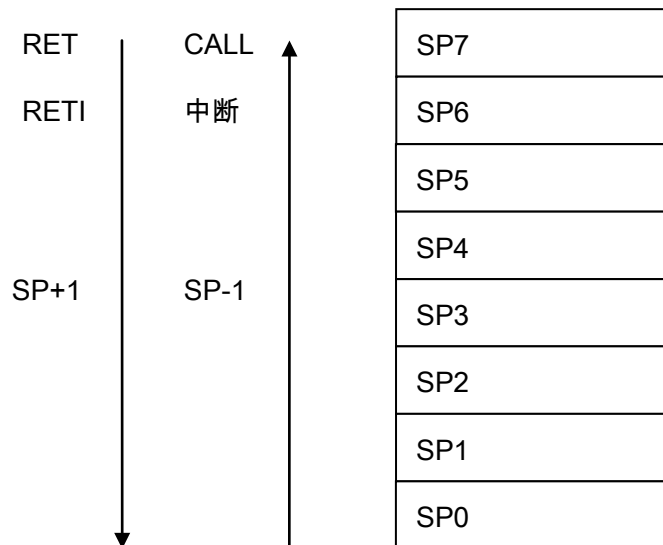 RET CALL SP7
RETI 中断 SP6
SP5
SP4
SP+1 SP-1 SP3
SP2
SP1
SP0